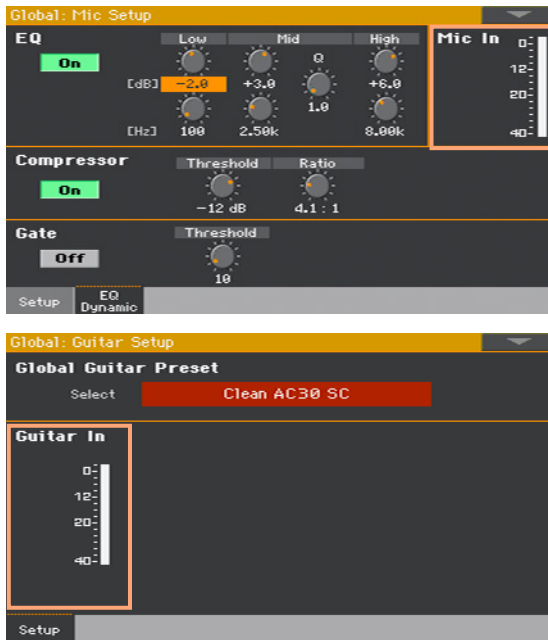 Global: Mic Setup
EQ Low Mid High Mic In
On
Q
[dB] -2.0 +3.0 +6.0
1.0
[Hz] 100 2.50k 8.00k
0
12
20
40
Compressor Threshold Ratio
On
-12 dB 4.1 : 1
Gate Threshold
Off
10
Setup EQ Dynamic
Global: Guitar Setup
Global Guitar Preset
Select Clean AC30 SC
Guitar In
0
12
20
40
Setup